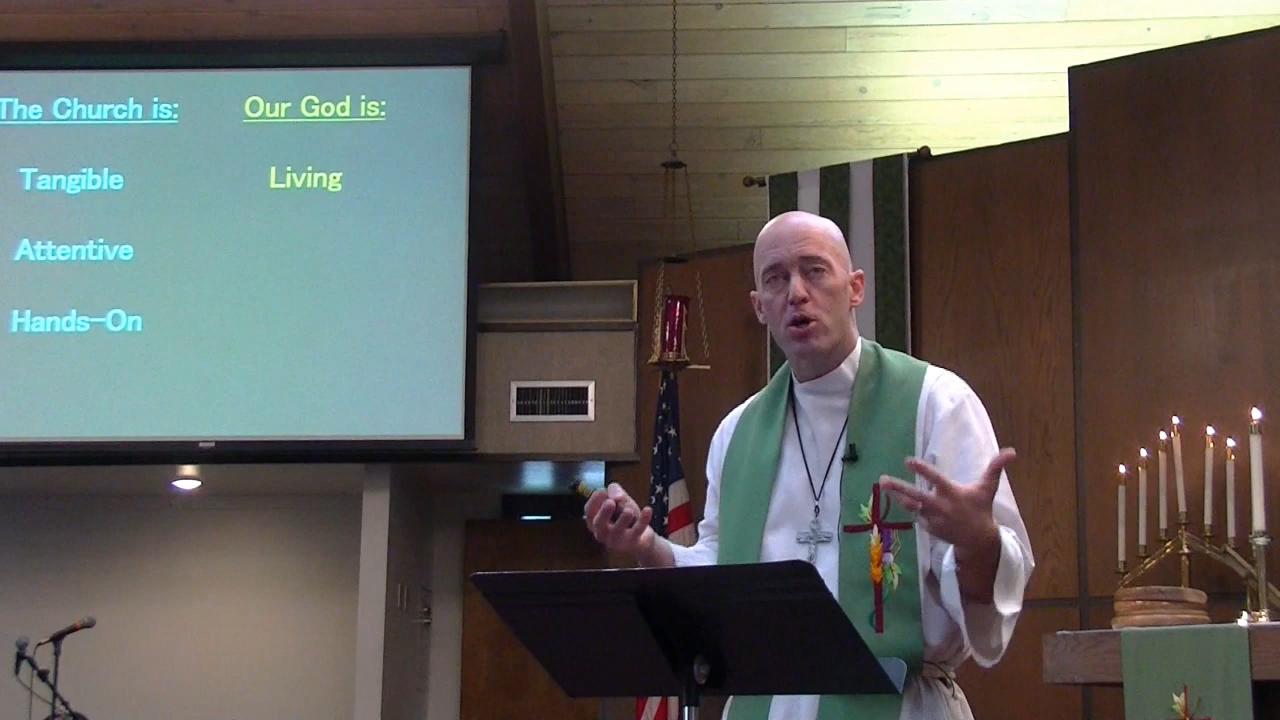 The Church is:
Tangible
Attentive
Hands-On
Our God is:
Living